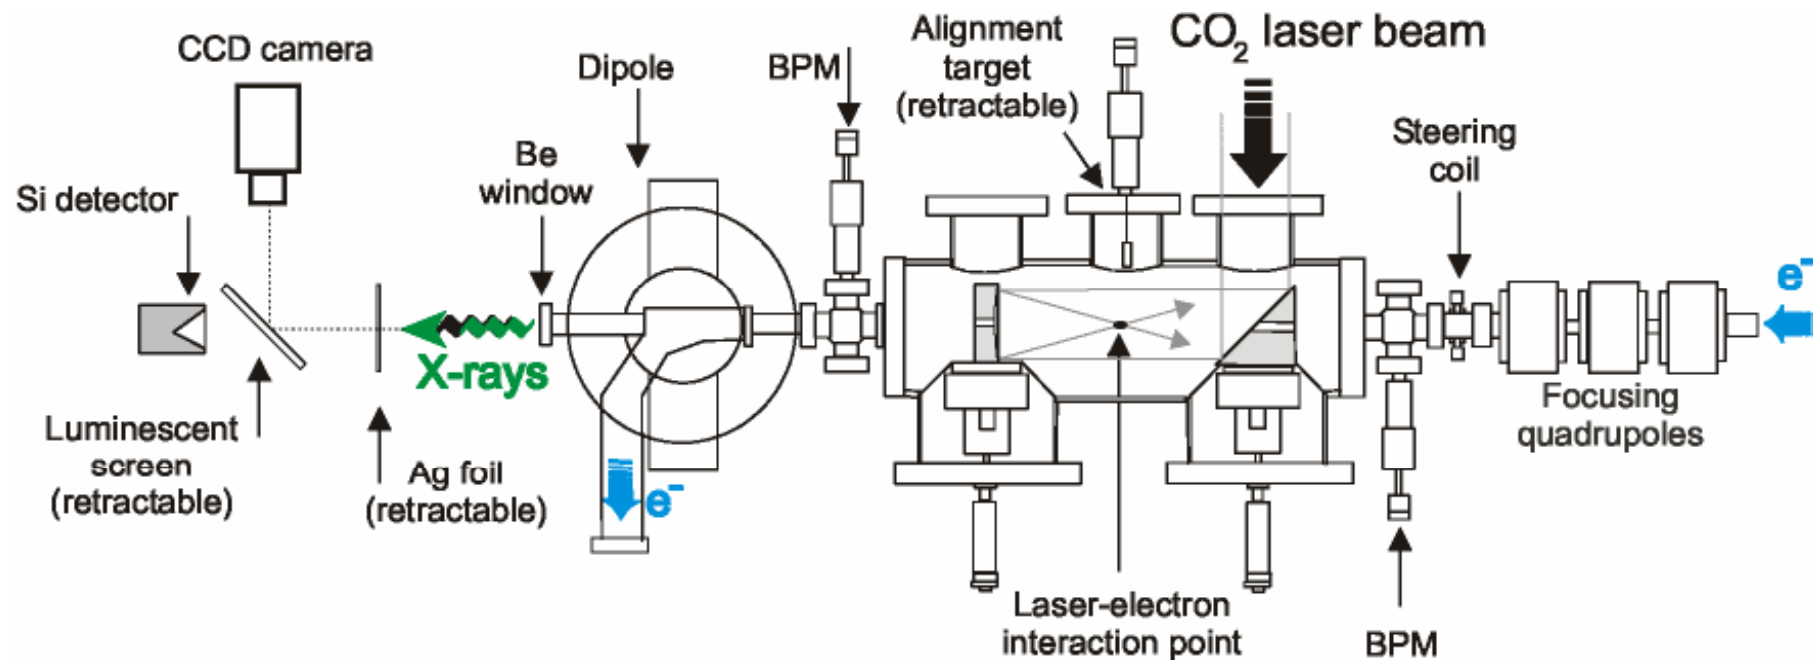 CCD camera
Si detector
Luminescent
screen
(retractable)
Ag foil
(retractable)
X-rays
Be
window
Dipole
e-
BPM
Alignment
target
(retractable)
CO2 laser beam
Laser-electron
interaction point
Steering
coil
BPM
Focusing
quadrupoles
e-